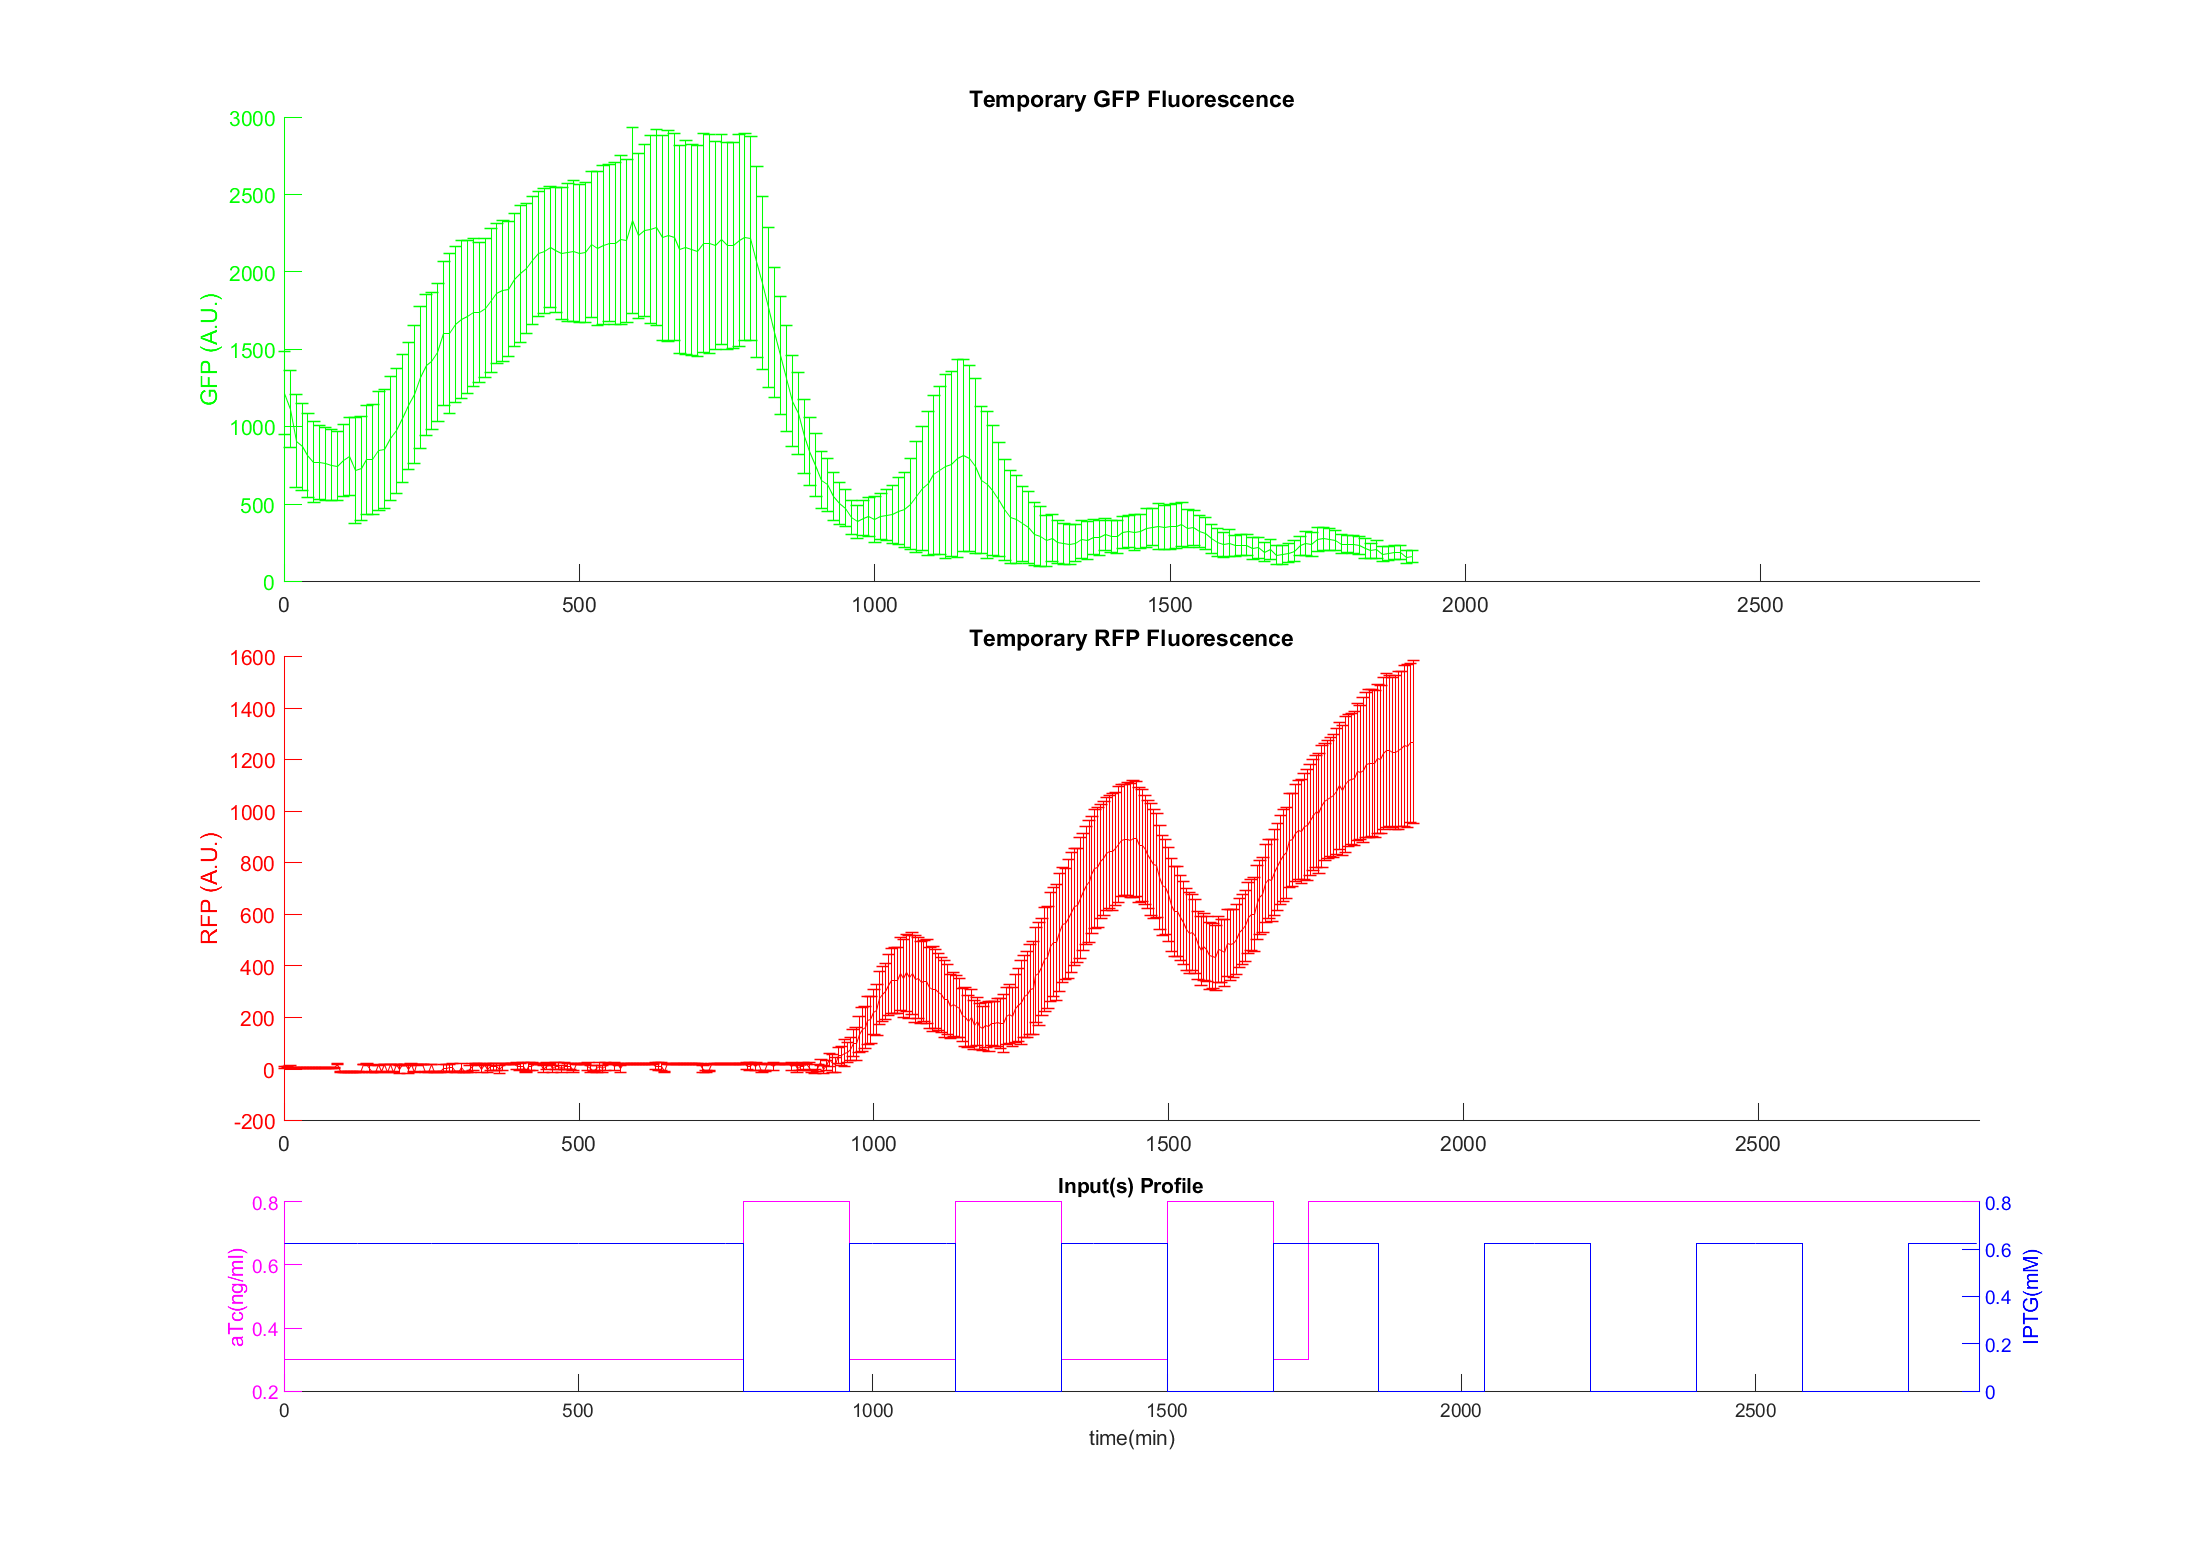 Temporary GFP Fluorescence
3000
2500
2000
1500
1000
500
0
GFP (A.U.)
0 500 1000 1500 2000 2500
Temporary RFP Fluorescence
1600
1400
1200
1000
800
600
400
200
0
-200
RFP (A.U.)
0 500 1000 1500 2000 2500
Input(s) Profile
0.8
0.6
0.4
0.2
aTc(ng/ml)
0.8
0.6
0.4
0.2
0
IPTG(mM)
0 500 1000 1500 2000 2500
time(min)